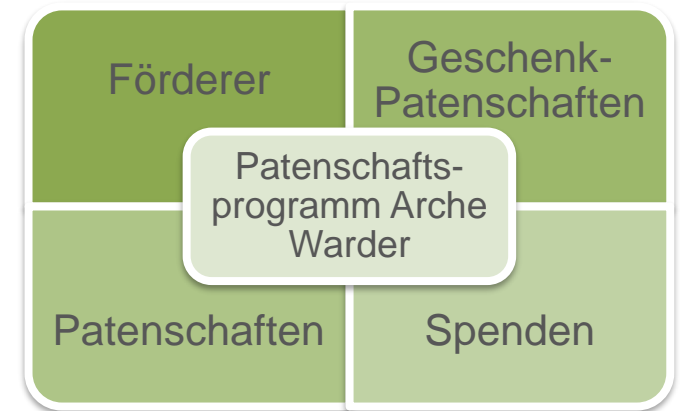 Förderer
Geschenk-
Patenschaften
Patenschafts-
programm Arche
Warder
Patenschaften
Spenden